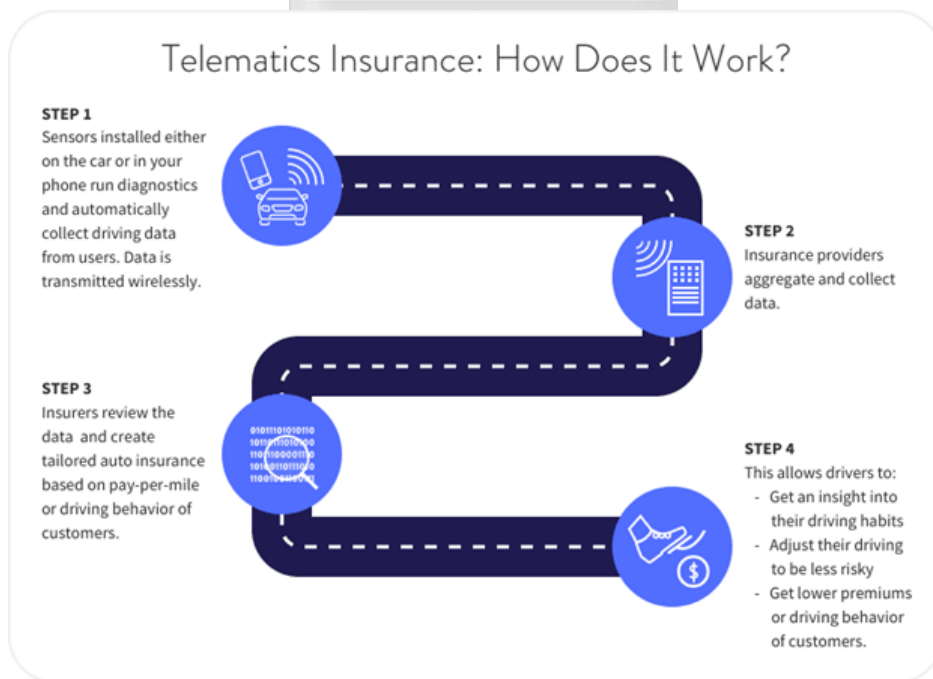 Telematics Insurance: How Does It Work?
STEP 1
Sensors installed either
on the car or in your
phone run diagnostics
and automatically
collect driving data
from users. Data is
transmitted wirelessly.
STEP 2
Insurance providers
aggregate and collect
data.
STEP 3
Insurers review the
data and create
tailored auto insurance
based on pay-per-mile
or driving behavior of
customers.
01011101010110
STEP 4
This allows drivers to:
- Get an insight into
their driving habits
- Adjust their driving
to be less risky
- Get lower premiums
or driving behavior
of customers.
$